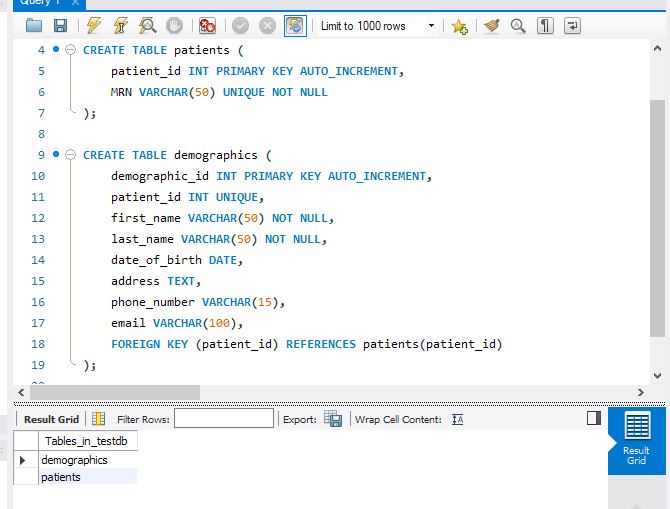 Query 1
Limit to 1000 rows
4 CREATE TABLE patients (
5 patient_id INT PRIMARY KEY AUTO_INCREMENT,
6 MRN VARCHAR(50) UNIQUE NOT NULL
7 );
8
9 CREATE TABLE demographics (
10 demographic_id INT PRIMARY KEY AUTO_INCREMENT,
11 patient_id INT UNIQUE,
12 first_name VARCHAR(50) NOT NULL,
13 last_name VARCHAR(50) NOT NULL,
14 date_of_birth DATE,
15 address TEXT,
16 phone_number VARCHAR(15),
17 email VARCHAR(100),
18 FOREIGN KEY (patient_id) REFERENCES patients(patient_id)
19 );
Result Grid Filter Rows: Export: Wrap Cell Content:
Tables_in_testdb
demographics
patients
Result
Grid